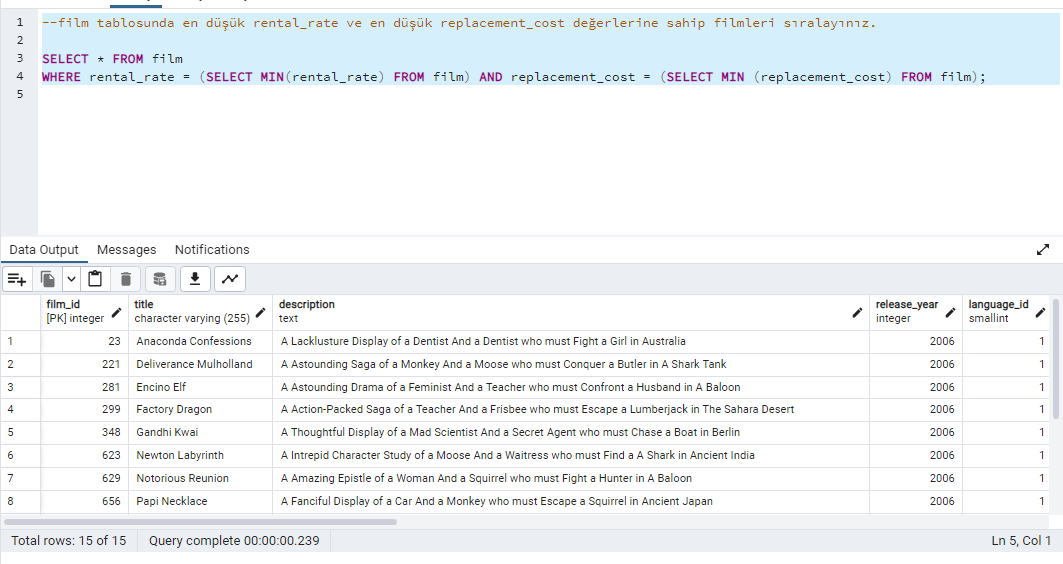 1 --film tablosunda en düşük rental_rate ve en düşük replacement_cost değerlerine sahip filmleri sıralayınız.
2
3 SELECT * FROM film
4 WHERE rental_rate = (SELECT MIN(rental_rate) FROM film) AND replacement_cost = (SELECT MIN (replacement_cost) FROM film);
5
Data Output Messages Notifications
film_id title description release_year language_id
[PK] integer character varying (255) text integer smallint
1 23 Anaconda Confessions A Lacklusture Display of a Dentist And a Dentist who must Fight a Girl in Australia 2006 1
2 221 Deliverance Mulholland A Astounding Saga of a Monkey And a Moose who must Conquer a Butler in A Shark Tank 2006 1
3 281 Encino Elf A Astounding Drama of a Feminist And a Teacher who must Confront a Husband in A Baloon 2006 1
4 299 Factory Dragon A Action-Packed Saga of a Teacher And a Frisbee who must Escape a Lumberjack in The Sahara Desert 2006 1
5 348 Gandhi Kwai A Thoughtful Display of a Mad Scientist And a Secret Agent who must Chase a Boat in Berlin 2006 1
6 623 Newton Labyrinth A Intrepid Character Study of a Moose And a Waitress who must Find a A Shark in Ancient India 2006 1
7 629 Notorious Reunion A Amazing Epistle of a Woman And a Squirrel who must Fight a Hunter in A Baloon 2006 1
8 656 Papi Necklace A Fanciful Display of a Car And a Monkey who must Escape a Squirrel in Ancient Japan 2006 1
Total rows: 15 of 15 Query complete 00:00:00.239 Ln 5, Col 1